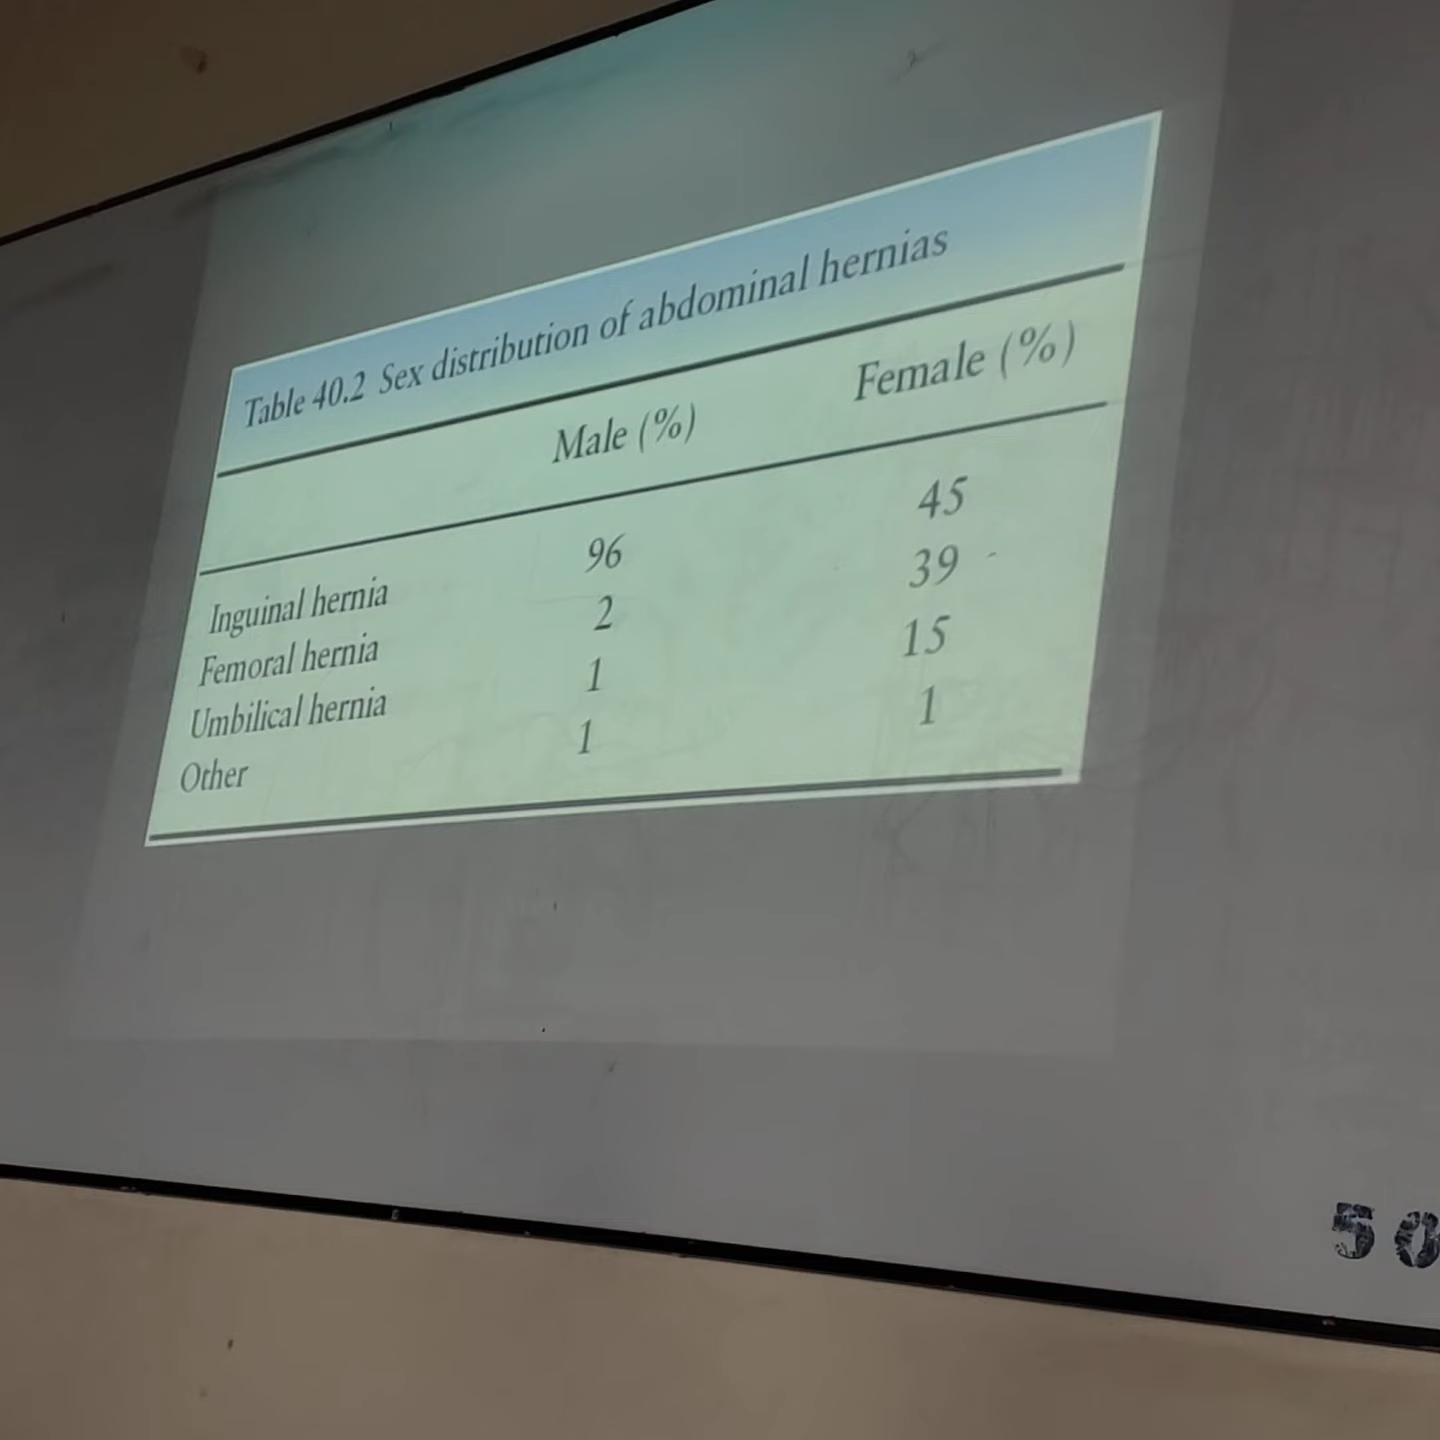 Table 40.2 Sex distribution of abdominal hernias
Male (%) Female (%)
Inguinal hernia 96 45
Femoral hernia 2 39
Umbilical hernia 1 15
Other 1 1
50